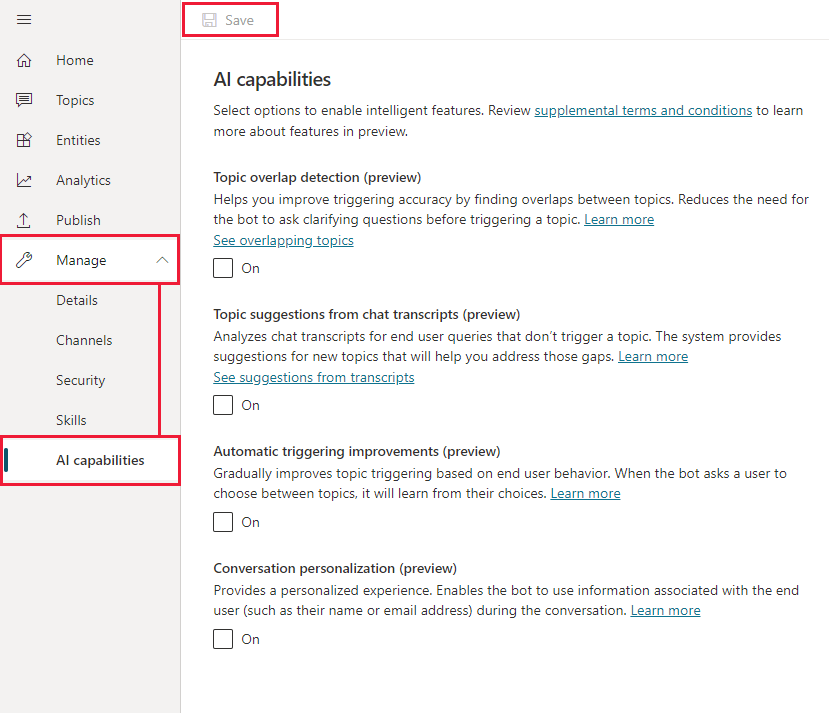 Save
Home
Topics
Entities
Analytics
Publish
Manage
Details
Channels
Security
Skills
AI capabilities
AI capabilities
Select options to enable intelligent features. Review supplemental terms and conditions to learn
more about features in preview.
Topic overlap detection (preview)
Helps you improve triggering accuracy by finding overlaps between topics. Reduces the need for
the bot to ask clarifying questions before triggering a topic. Learn more
See overlapping topics
On
Topic suggestions from chat transcripts (preview)
Analyzes chat transcripts for end user queries that don’t trigger a topic. The system provides
suggestions for new topics that will help you address those gaps. Learn more
See suggestions from transcripts
On
Automatic triggering improvements (preview)
Gradually improves topic triggering based on end user behavior. When the bot asks a user to
choose between topics, it will learn from their choices. Learn more
On
Conversation personalization (preview)
Provides a personalized experience. Enables the bot to use information associated with the end
user (such as their name or email address) during the conversation. Learn more
On